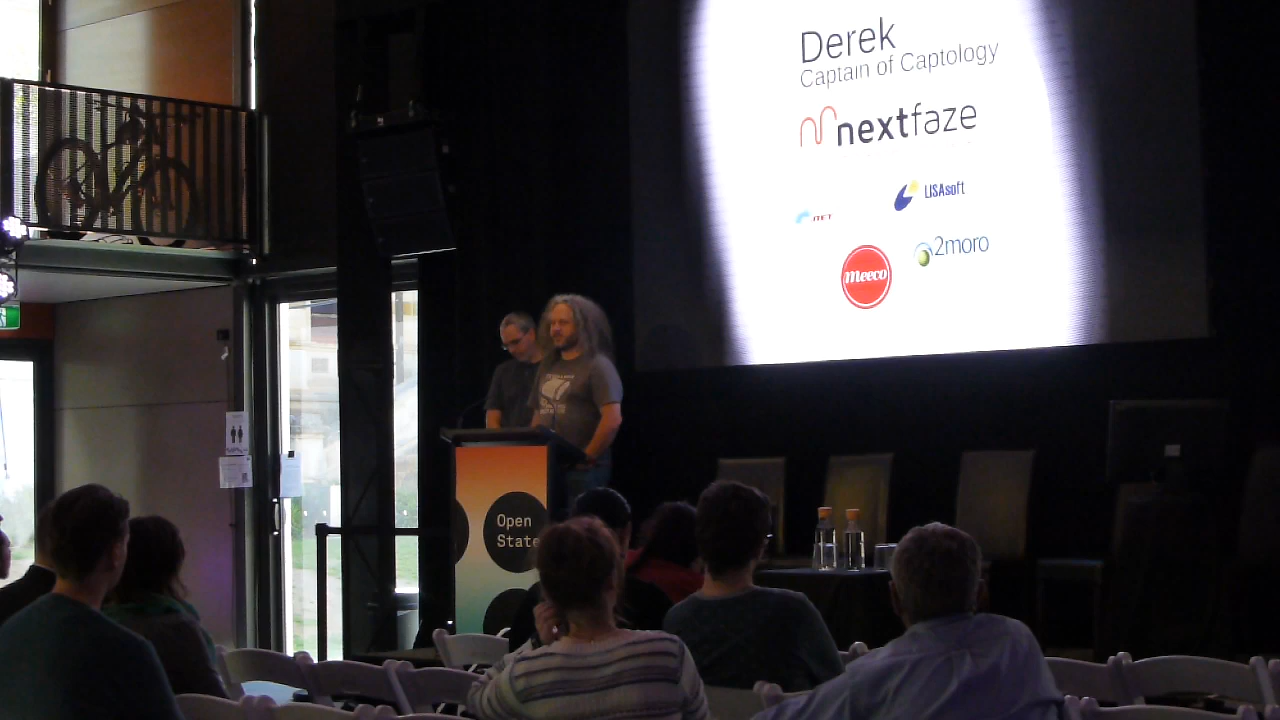 Derek
Captain of Captology
nextfaze
LISAsoft
2moro
meeco
Open
State